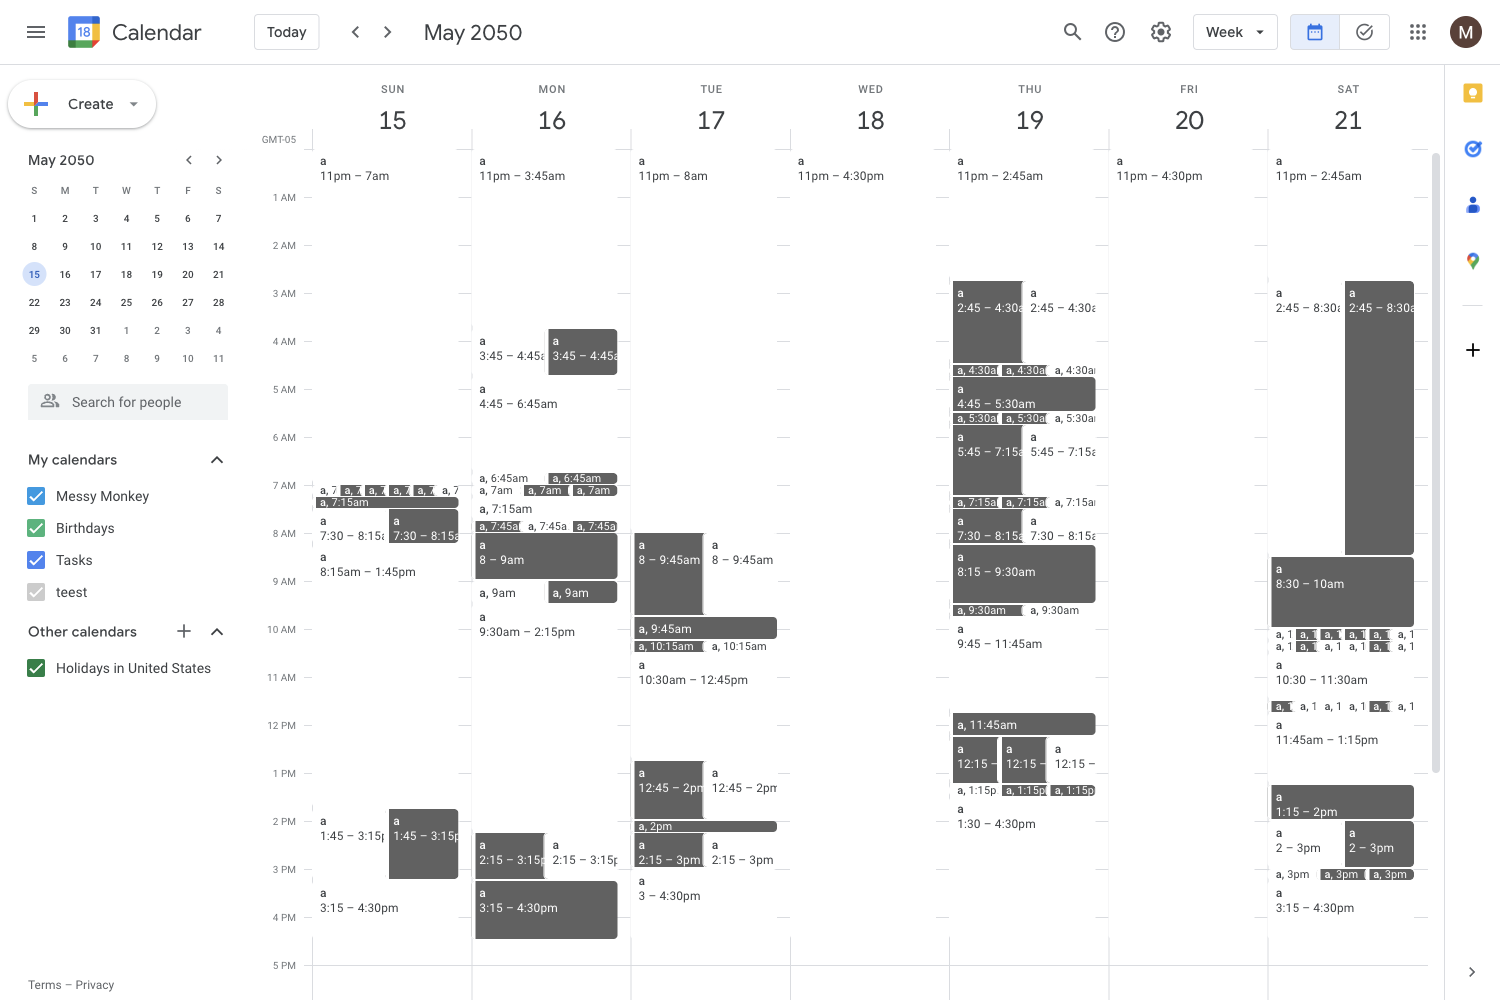 18
Calendar
Today
May 2050
Week
M
Create
May 2050
S M T W T F S
1 2 3 4 5 6 7
8 9 10 11 12 13 14
15 16 17 18 19 20 21
22 23 24 25 26 27 28
29 30 31 1 2 3 4
5 6 7 8 9 10 11
Search for people
My calendars
Messy Monkey
Birthdays
Tasks
teest
Other calendars
Holidays in United States
Terms – Privacy
GMT-05
1 AM
2 AM
3 AM
4 AM
5 AM
6 AM
7 AM
8 AM
9 AM
10 AM
11 AM
12 PM
1 PM
2 PM
3 PM
4 PM
5 PM
SUN
15
a
11pm – 7am
a, 7 a, 7 a, 7 a, 7 a, 7 a, 7
a, 7:15am
a
7:30 – 8:15a
a
7:30 – 8:15a
a
8:15am – 1:45pm
a
1:45 – 3:15p
a
1:45 – 3:15p
a
3:15 – 4:30pm
MON
16
a
11pm – 3:45am
a
3:45 – 4:45a
a
3:45 – 4:45a
a
4:45 – 6:45am
a, 6:45am a, 6:45am
a, 7am a, 7am a, 7am
a, 7:15am
a, 7:45a a, 7:45a a, 7:45a
a
8 – 9am
a, 9am a, 9am
a
9:30am – 2:15pm
a
2:15 – 3:15p
a
2:15 – 3:15p
a
3:15 – 4:30pm
TUE
17
a
11pm – 8am
a
8 – 9:45am
a
8 – 9:45am
a, 9:45am
a, 10:15am a, 10:15am
a
10:30am – 12:45pm
a
12:45 – 2pm
a
12:45 – 2pm
a, 2pm
a
2:15 – 3pm
a
2:15 – 3pm
a
3 – 4:30pm
WED
18
a
11pm – 4:30pm
THU
19
a
11pm – 2:45am
a
2:45 – 4:30a
a
2:45 – 4:30a
a, 4:30a a, 4:30a a, 4:30a
a
4:45 – 5:30am
a, 5:30a a, 5:30a a, 5:30a
a
5:45 – 7:15a
a
5:45 – 7:15a
a, 7:15a a, 7:15a a, 7:15a
a
7:30 – 8:15a
a
7:30 – 8:15a
a
8:15 – 9:30am
a, 9:30am a, 9:30am
a
9:45 – 11:45am
a, 11:45am
a
12:15 –
a
12:15 –
a
12:15 –
a, 1:15p a, 1:15p a, 1:15p
a
1:30 – 4:30pm
FRI
20
a
11pm – 4:30pm
SAT
21
a
11pm – 2:45am
a
2:45 – 8:30a
a
2:45 – 8:30a
a
8:30 – 10am
a, 1 a, 1 a, 1 a, 1 a, 1 a, 1
a, 1 a, 1 a, 1 a, 1 a, 1 a, 1
a
10:30 – 11:30am
a, 1 a, 1 a, 1 a, 1 a, 1 a, 1
a
11:45am – 1:15pm
a
1:15 – 2pm
a
2 – 3pm
a
2 – 3pm
a, 3pm a, 3pm a, 3pm
a
3:15 – 4:30pm